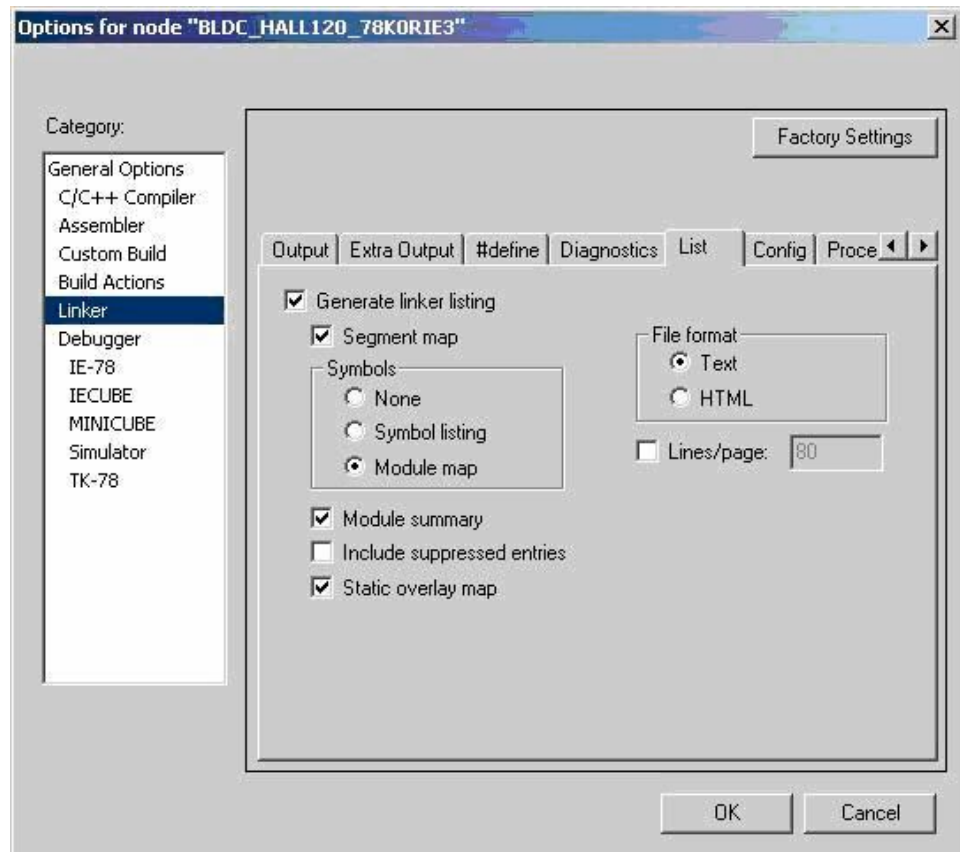 Options for node "BLDC_HALL120_78K0RIE3"
Category:
Factory Settings
General Options
C/C++ Compiler
Assembler
Custom Build
Build Actions
Linker
Debugger
IE-78
IECUBE
MINICUBE
Simulator
TK-78
Output
Extra Output
#define
Diagnostics
List
Config
Proce
Generate linker listing
Segment map
Symbols
None
Symbol listing
Module map
File format
Text
HTML
Lines/page: 80
Module summary
Include suppressed entries
Static overlay map
OK
Cancel